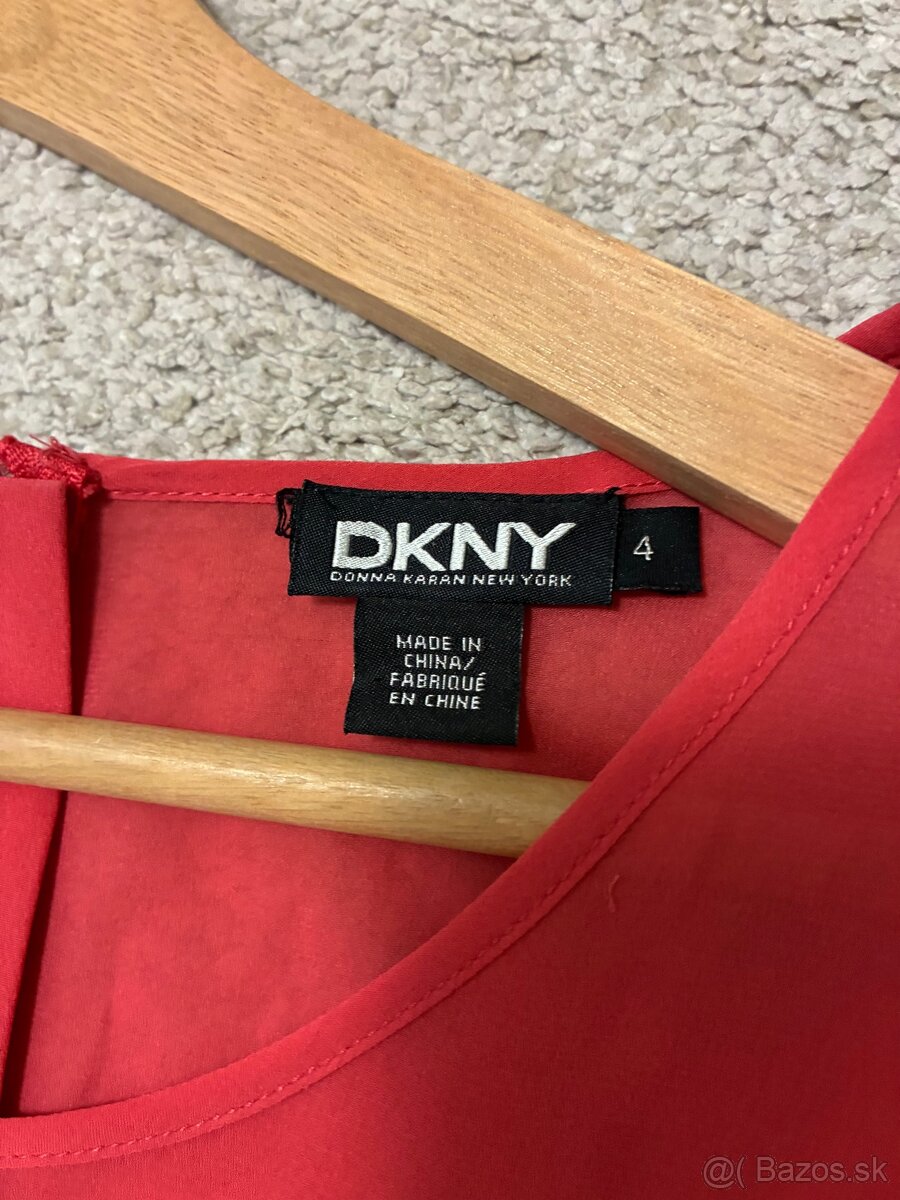 DKNY
DONNA KARAN NEW YORK
4
MADE IN
CHINA/
FABRIQUÉ
EN CHINE
@( Bazos.sk